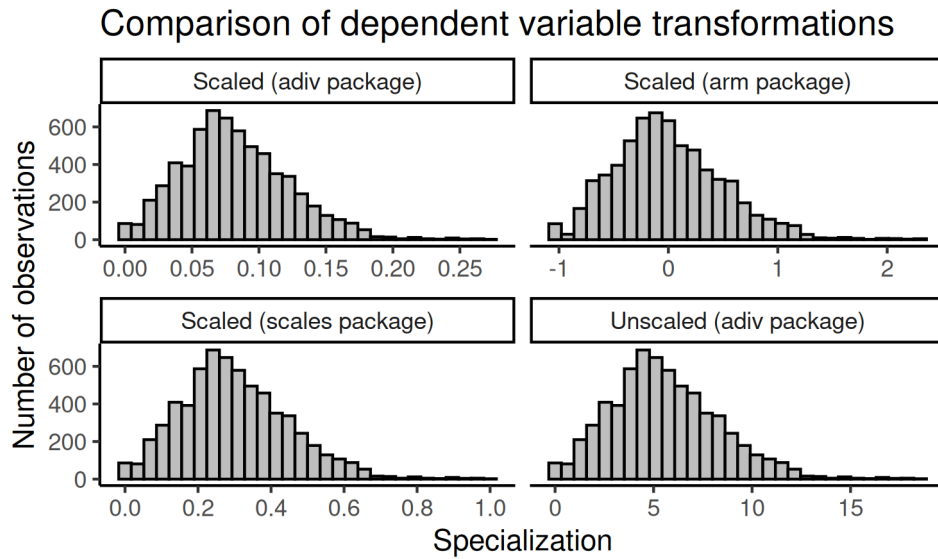 Comparison of dependent variable transformations
Scaled (adiv package)
Scaled (arm package)
600
400
200
0
0.00 0.05 0.10 0.15 0.20 0.25
-1 0 1 2
Scaled (scales package)
Unscaled (adiv package)
600
400
200
0
0.0 0.2 0.4 0.6 0.8 1.0
0 5 10 15
Number of observations
Specialization